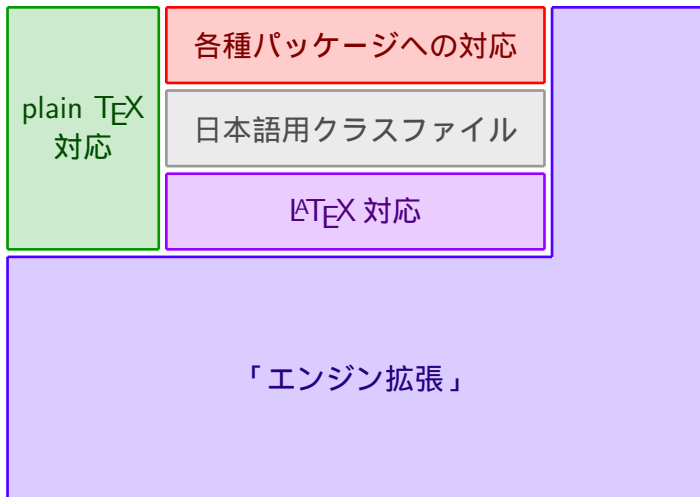 plain TEX
対応
各種パッケージへの対応
日本語用クラスファイル
LATEX 対応
「エンジン拡張」